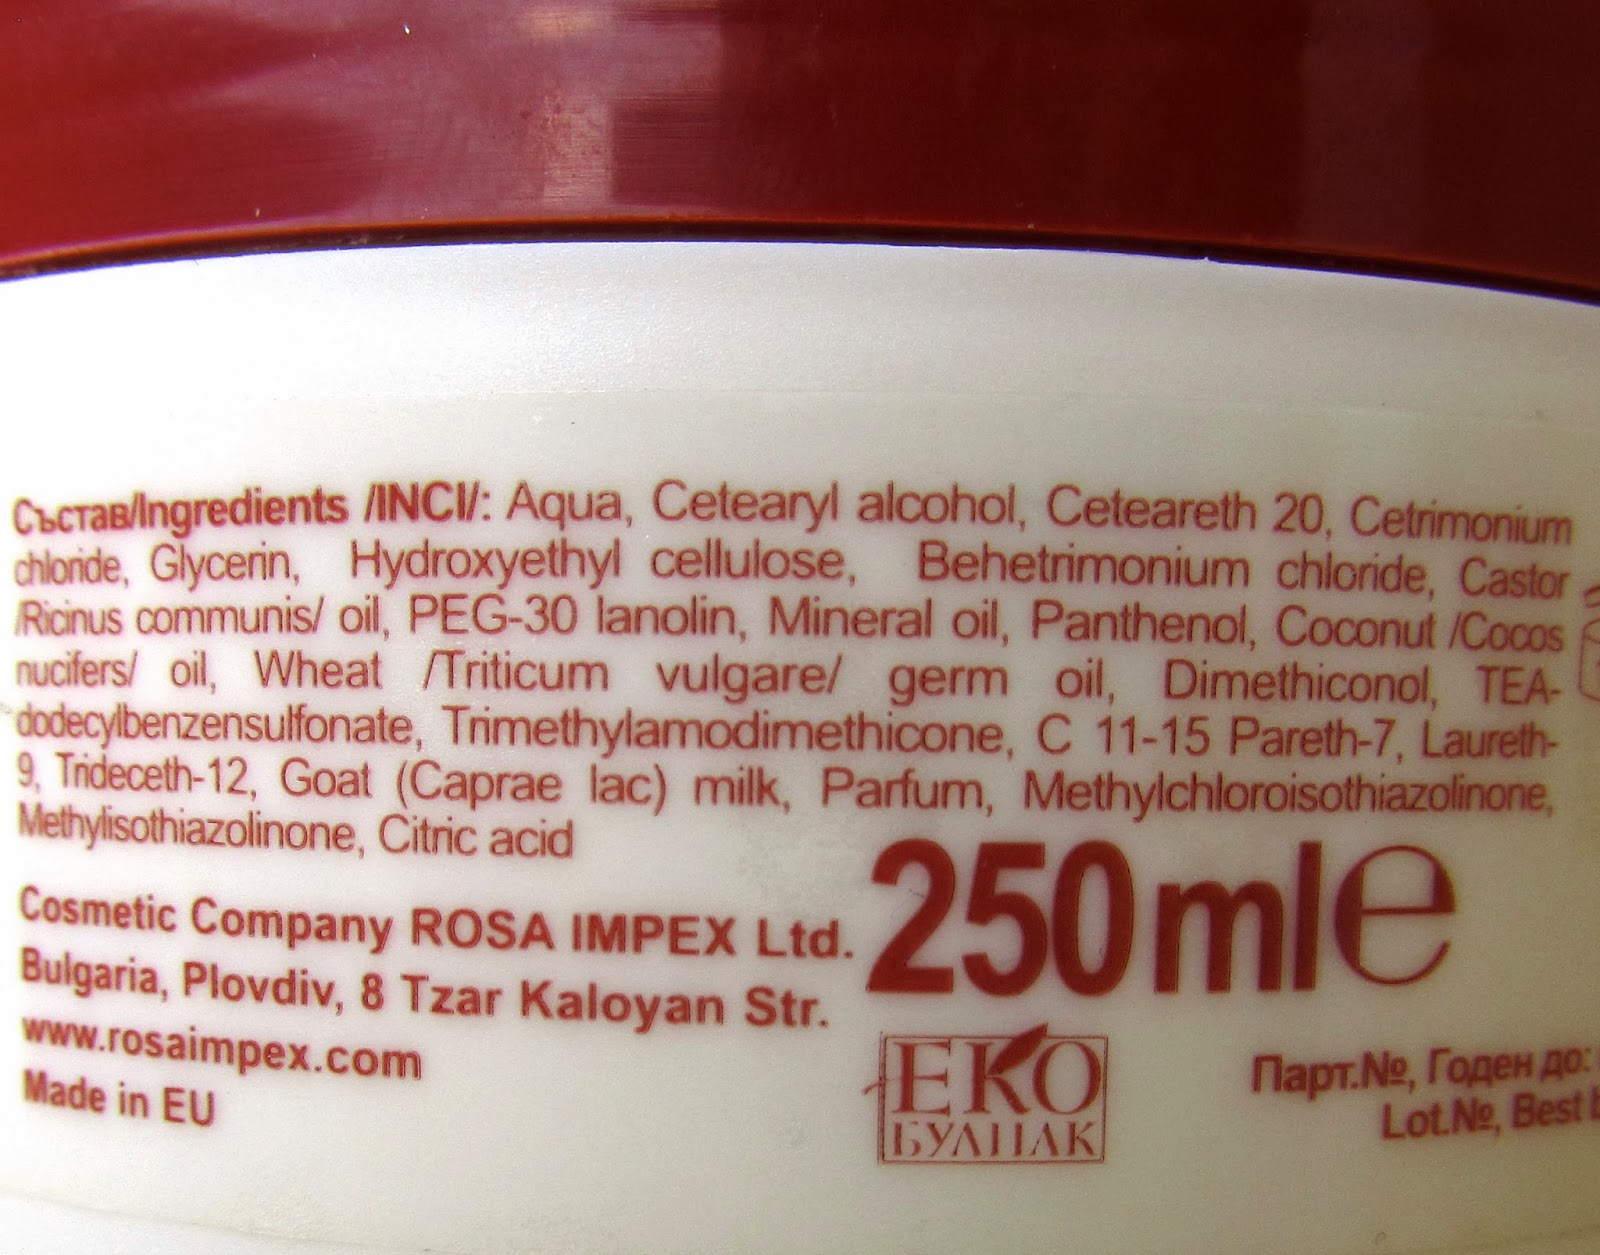 Състав/Ingredients /INCI/: Aqua, Cetearyl alcohol, Ceteareth 20, Cetrimonium
chloride, Glycerin, Hydroxyethyl cellulose, Behetrimonium chloride, Castor
/Ricinus communis/ oil, PEG-30 lanolin, Mineral oil, Panthenol, Coconut /Cocos
nucifers/ oil, Wheat /Triticum vulgare/ germ oil, Dimethiconol, TEA-
dodecylbenzensulfonate, Trimethylamodimethicone, C 11-15 Pareth-7, Laureth-
9, Trideceth-12, Goat (Caprae lac) milk, Parfum, Methylchloroisothiazolinone,
Methylisothiazolinone, Citric acid
Cosmetic Company ROSA IMPEX Ltd.
Bulgaria, Plovdiv, 8 Tzar Kaloyan Str.
www.rosaimpex.com
Made in EU
250ml e
ЕКО
БУЛПАК
Парт.№, Годен до:
Lot.№, Best